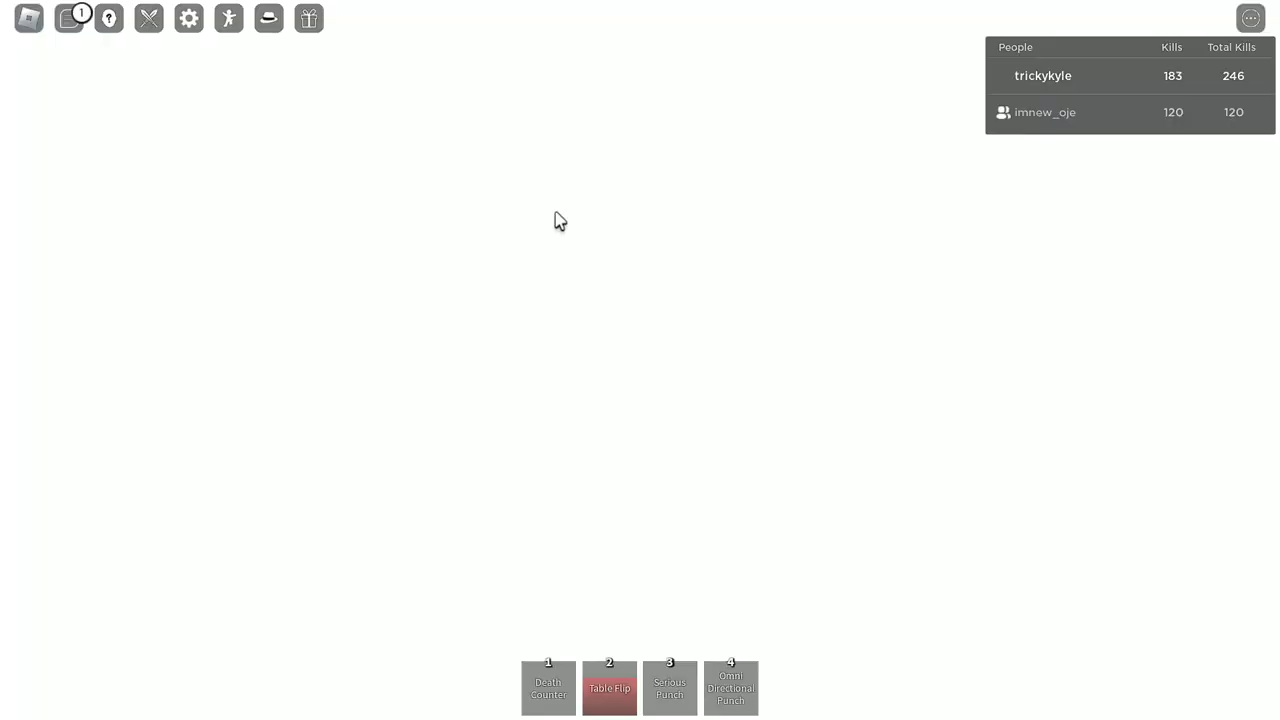 1
People Kills Total Kills
trickykyle 183 246
imnew_oje 120 120
1 2 3 4
Death Counter
Table Flip
Serious Punch
Omni Directional Punch